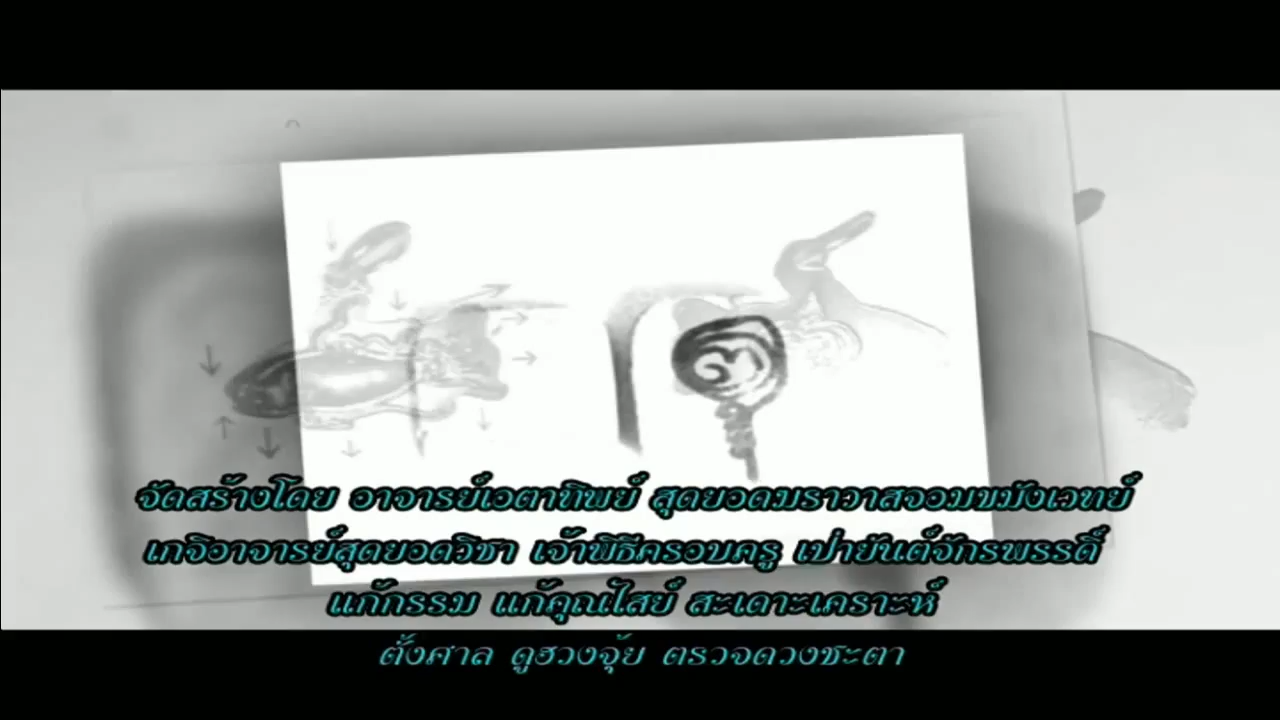 จัดสร้างโดย อาจารย์เอตาทิพย์ สุดยอดมราวาสจอมขมังเวทย์
เกจิอาจารย์สุดยอดวิชา เจ้าพิธีครอบครู เป่ายันต์จักรพรรดิ์
แก้กรรม แก้คุณไสย์ สะเดาะเคราะห์
ตั้งศาล ดูฮวงจุ้ย ตรวจดวงชะตา